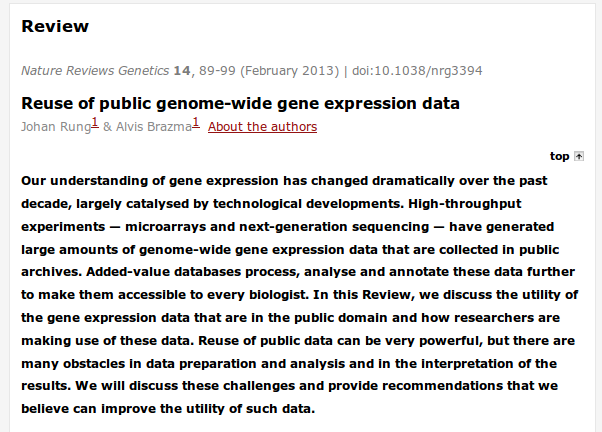 Review
Nature Reviews Genetics 14, 89-99 (February 2013) | doi:10.1038/nrg3394
Reuse of public genome-wide gene expression data
Johan Rung1 & Alvis Brazma1 About the authors
top
Our understanding of gene expression has changed dramatically over the past
decade, largely catalysed by technological developments. High-throughput
experiments — microarrays and next-generation sequencing — have generated
large amounts of genome-wide gene expression data that are collected in public
archives. Added-value databases process, analyse and annotate these data further
to make them accessible to every biologist. In this Review, we discuss the utility of
the gene expression data that are in the public domain and how researchers are
making use of these data. Reuse of public data can be very powerful, but there are
many obstacles in data preparation and analysis and in the interpretation of the
results. We will discuss these challenges and provide recommendations that we
believe can improve the utility of such data.